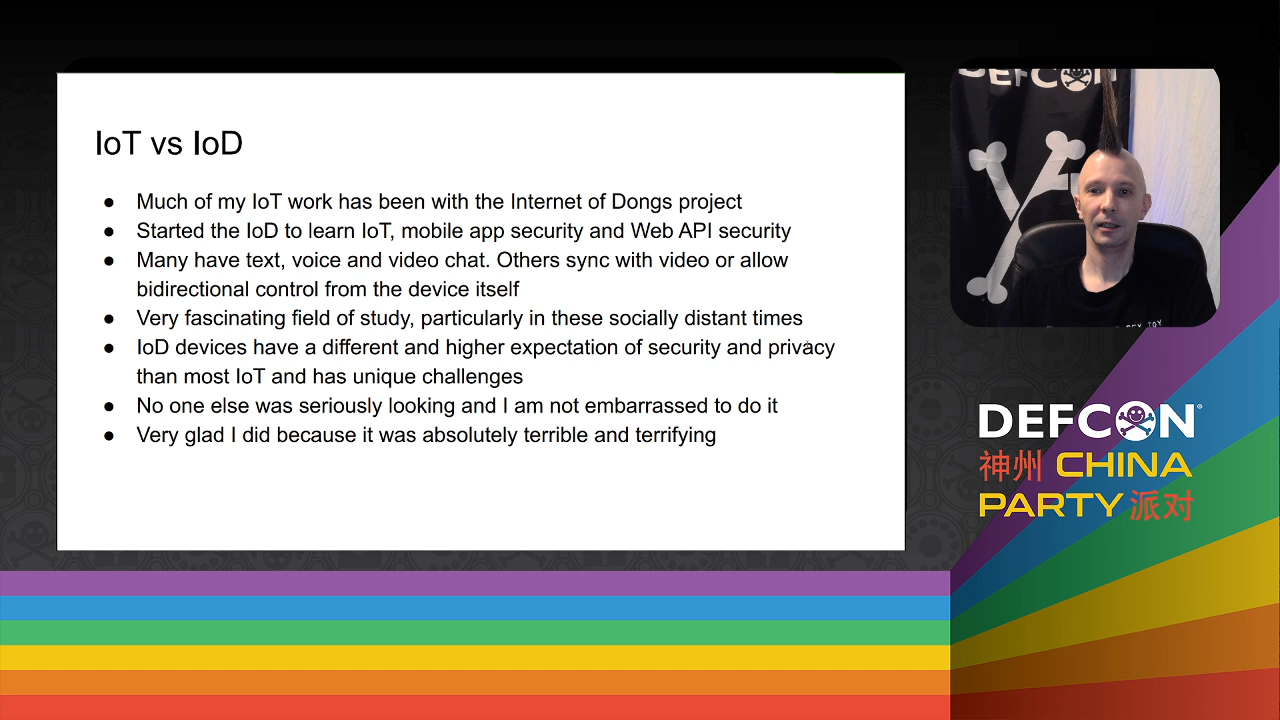 IoT vs IoD
● Much of my IoT work has been with the Internet of Dongs project
● Started the IoD to learn IoT, mobile app security and Web API security
● Many have text, voice and video chat. Others sync with video or allow
bidirectional control from the device itself
● Very fascinating field of study, particularly in these socially distant times
● IoD devices have a different and higher expectation of security and privacy
than most IoT and has unique challenges
● No one else was seriously looking and I am not embarrassed to do it
● Very glad I did because it was absolutely terrible and terrifying
DEFCON
DEFCON®
神州 CHINA
PARTY 派对